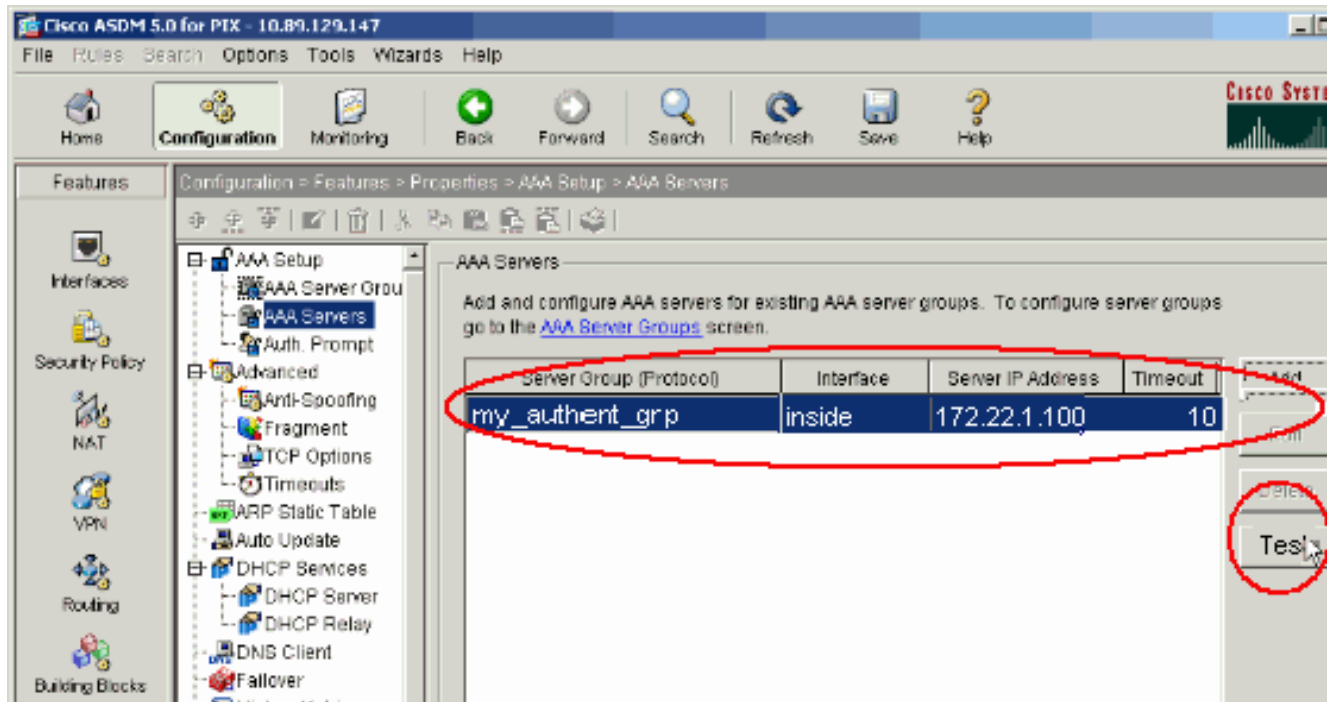 Cisco ASDM 5.0 for PIX - 10.89.129.147
File Rules Search Options Tools Wizards Help
Home Configuration Monitoring Back Forward Search Refresh Save Help
CISCO SYSTE
Features
Configuration > Features > Properties > AAA Setup > AAA Servers
Interfaces
Security Policy
NAT
VPN
Routing
Building Blocks
AAA Setup
AAA Server Grou
AAA Servers
Auth. Prompt
Advanced
Anti-Spoofing
Fragment
TCP Options
Timeouts
ARP Static Table
Auto Update
DHCP Services
DHCP Server
DHCP Relay
DNS Client
Failover
AAA Servers
Add and configure AAA servers for existing AAA server groups. To configure server groups
go to the AAA Server Groups screen.
Server Group (Protocol) Interface Server IP Address Timeout
my_authent_grp inside 172.22.1.100 10
Add
Edit
Delete
Test